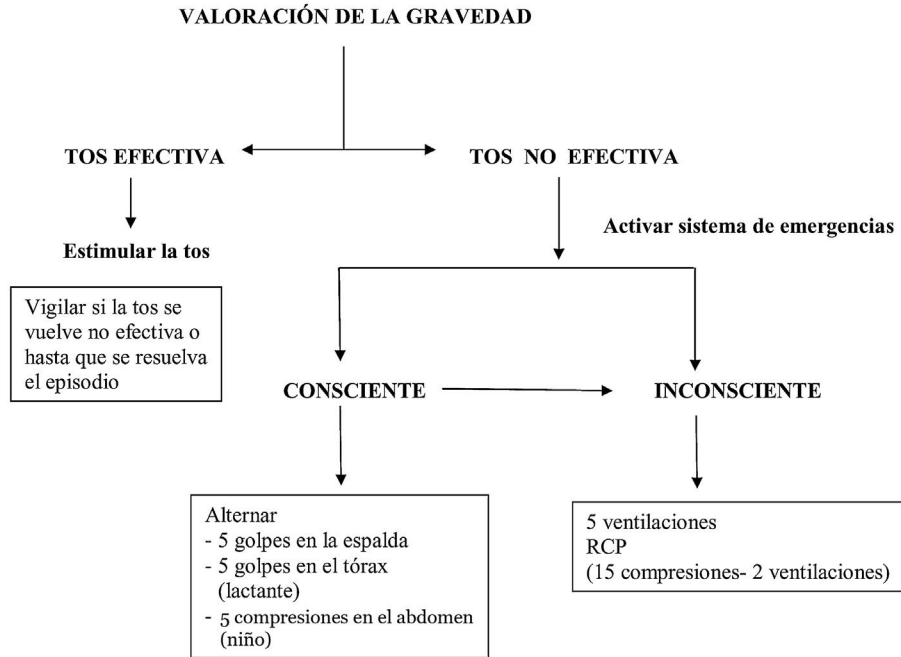 VALORACIÓN DE LA GRAVEDAD
TOS EFECTIVA
TOS NO EFECTIVA
Estimular la tos
Activar sistema de emergencias
Vigilar si la tos se
vuelve no efectiva o
hasta que se resuelva
el episodio
CONSCIENTE
INCONSCIENTE
Alternar
- 5 golpes en la espalda
- 5 golpes en el tórax
(lactante)
- 5 compresiones en el abdomen
(niño)
5 ventilaciones
RCP
(15 compresiones- 2 ventilaciones)